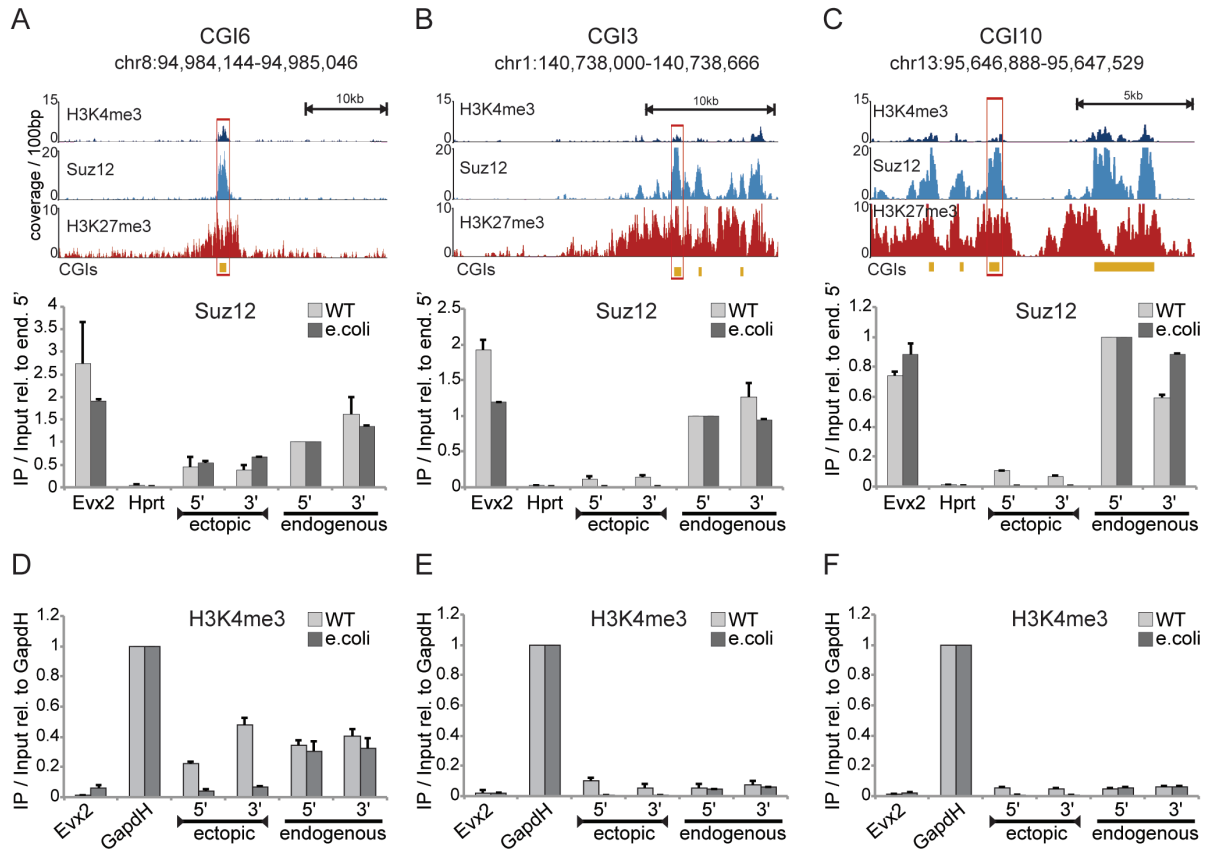 A
CGI6
chr8:94,984,144-94,985,046
10kb
coverage / 100bp
15
H3K4me3
0
20
Suz12
0
10
H3K27me3
0
CGIs
Suz12
WT
e.coli
IP / Input rel. to end. 5'
4
3.5
3
2.5
2
1.5
1
0.5
0
Evx2 Hprt 5' 3' 5' 3'
ectopic endogenous
B
CGI3
chr1:140,738,000-140,738,666
10kb
15
H3K4me3
0
20
Suz12
0
10
H3K27me3
0
CGIs
Suz12
WT
e.coli
IP / Input rel. to end. 5'
2.5
2
1.5
1
0.5
0
Evx2 Hprt 5' 3' 5' 3'
ectopic endogenous
C
CGI10
chr13:95,646,888-95,647,529
5kb
15
H3K4me3
0
20
Suz12
0
10
H3K27me3
0
CGIs
Suz12
WT
e.coli
IP / Input rel. to end. 5'
1.2
1
0.8
0.6
0.4
0.2
0
Evx2 Hprt 5' 3' 5' 3'
ectopic endogenous
D
H3K4me3
WT
e.coli
IP / Input rel. to GapdH
1.2
1
0.8
0.6
0.4
0.2
0
Evx2 GapdH 5' 3' 5' 3'
ectopic endogenous
E
H3K4me3
WT
e.coli
IP / Input rel. to GapdH
1.2
1
0.8
0.6
0.4
0.2
0
Evx2 GapdH 5' 3' 5' 3'
ectopic endogenous
F
H3K4me3
WT
e.coli
IP / Input rel. to GapdH
1.2
1
0.8
0.6
0.4
0.2
0
Evx2 GapdH 5' 3' 5' 3'
ectopic endogenous